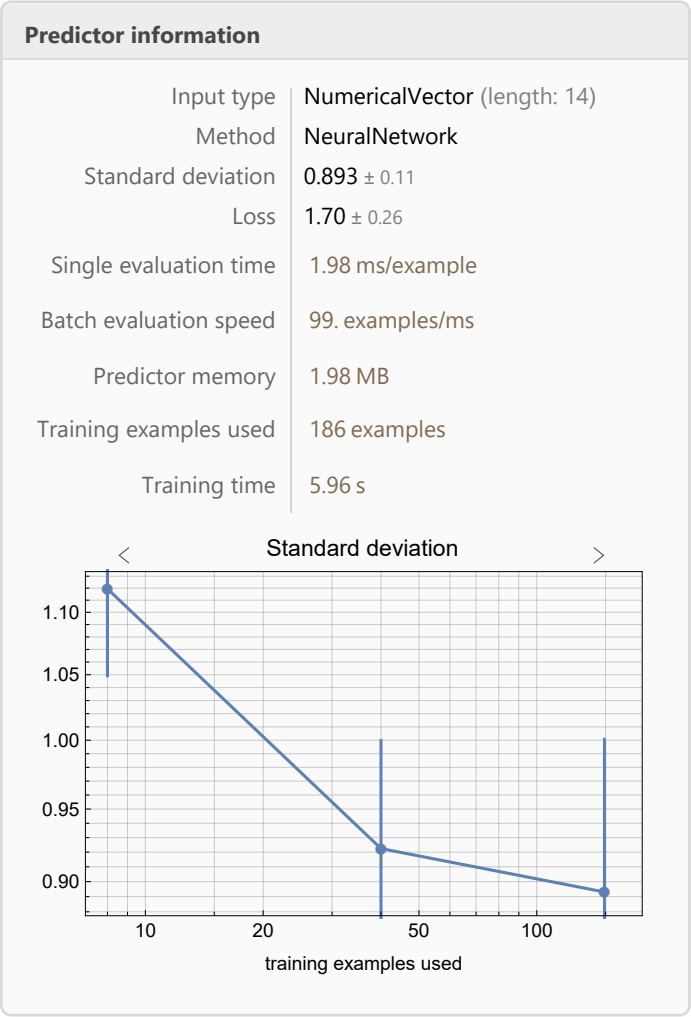 Predictor information
Input type NumericalVector (length: 14)
Method NeuralNetwork
Standard deviation 0.893 ± 0.11
Loss 1.70 ± 0.26
Single evaluation time 1.98 ms/example
Batch evaluation speed 99. examples/ms
Predictor memory 1.98 MB
Training examples used 186 examples
Training time 5.96 s
< Standard deviation >
1.10
1.05
1.00
0.95
0.90
10 20 50 100
training examples used